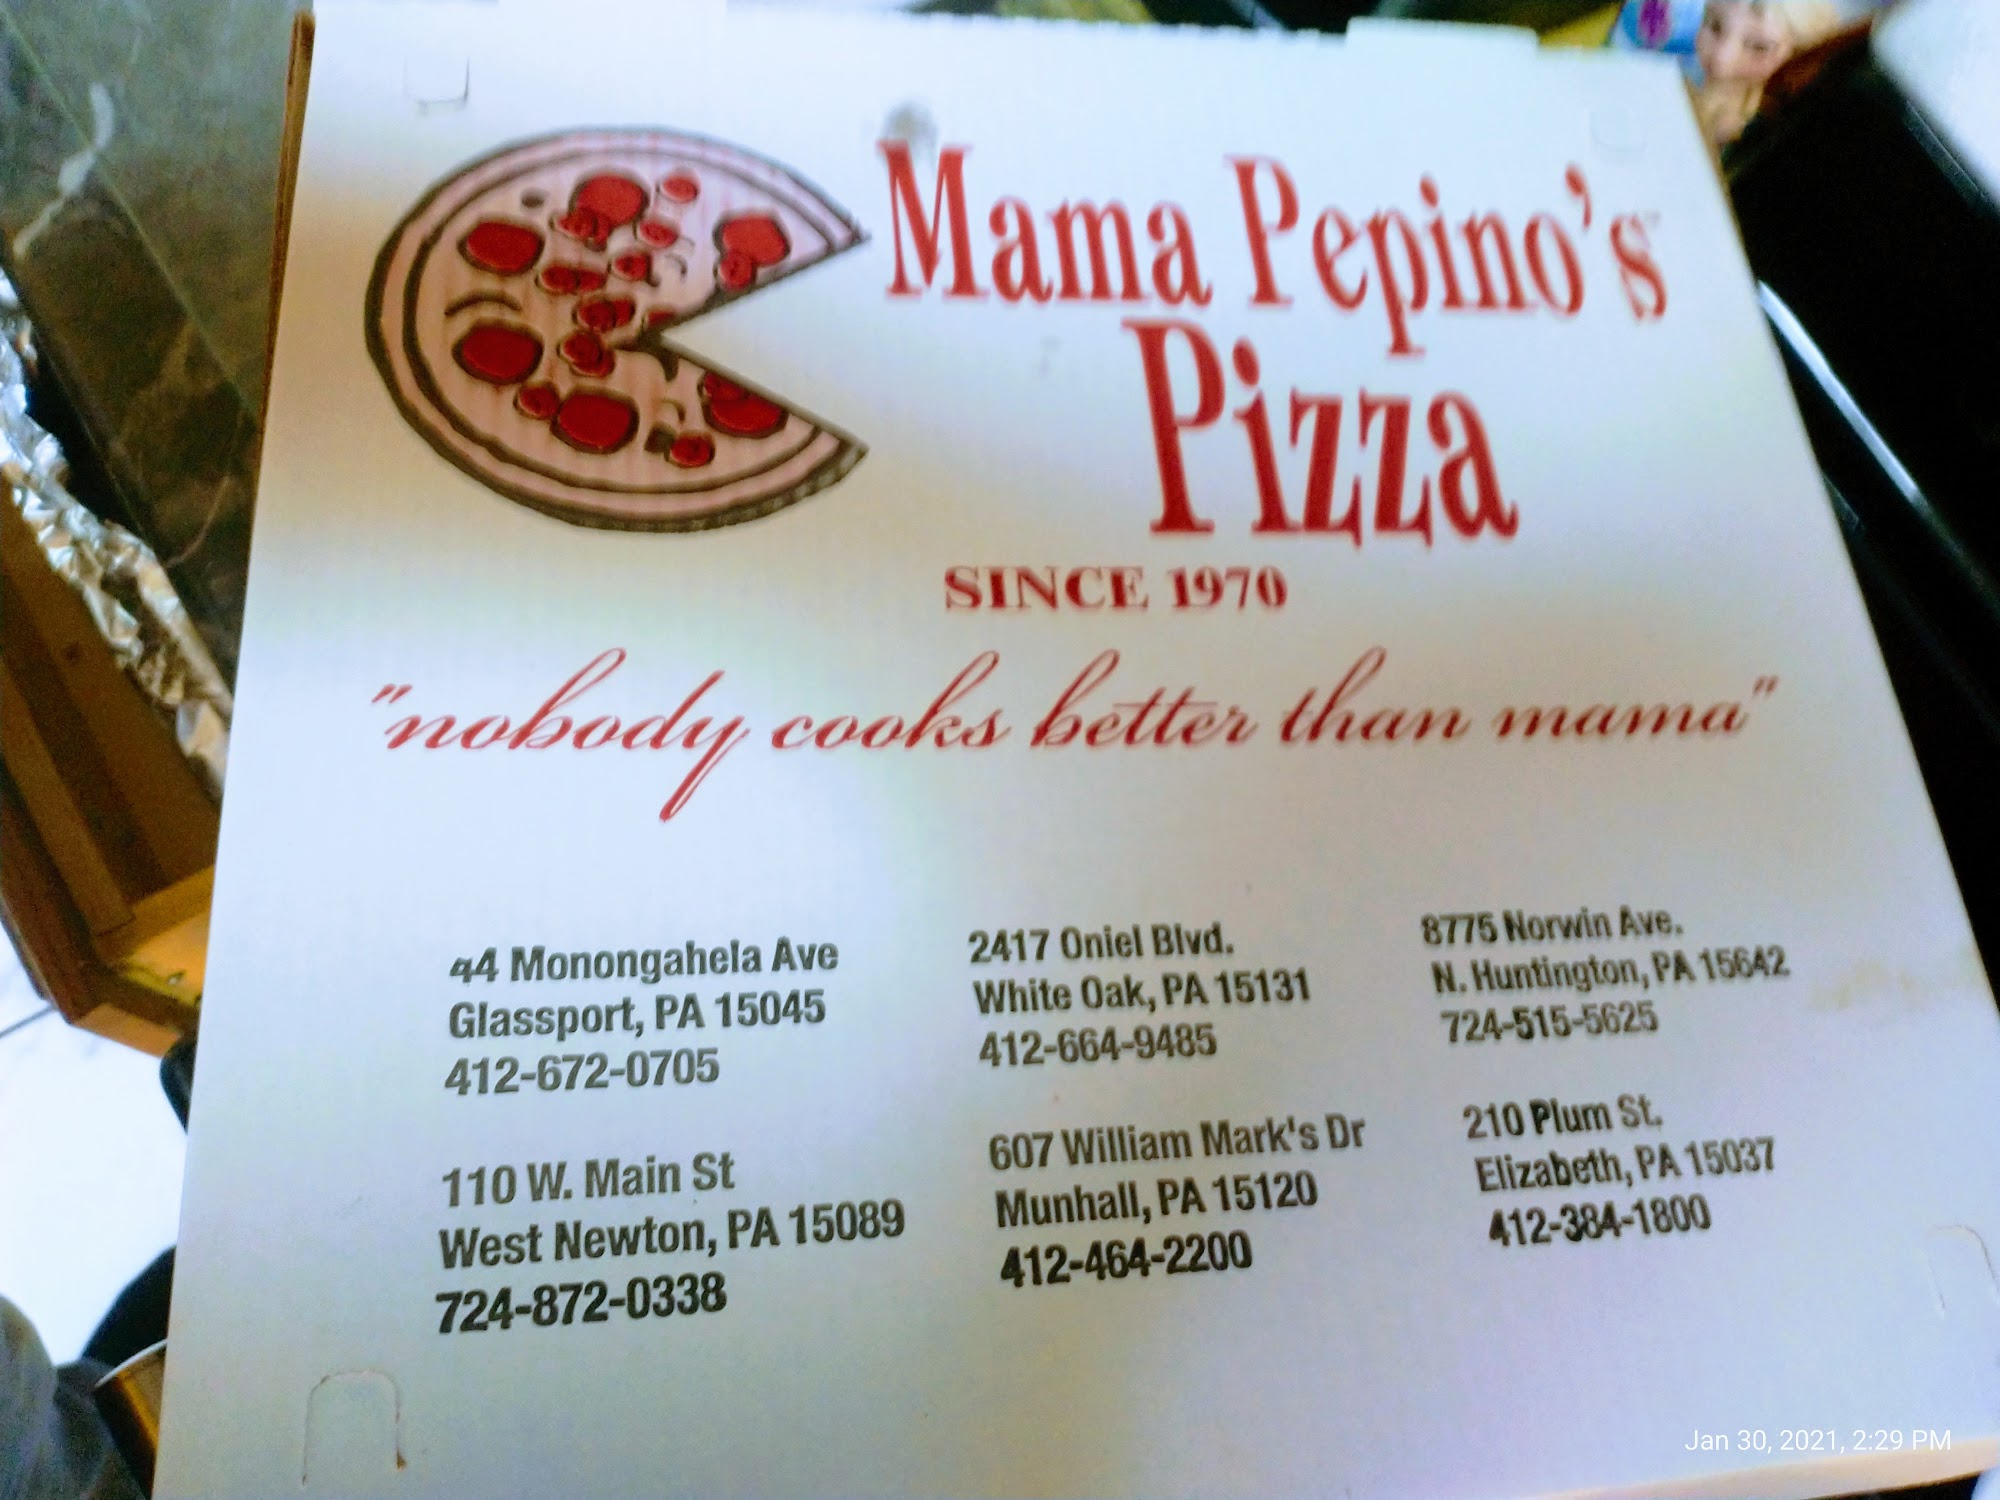 Mama Pepino's
Pizza
SINCE 1970
"nobody cooks better than mama"
44 Monongahela Ave
Glassport, PA 15045
412-672-0705
2417 Oniel Blvd.
White Oak, PA 15131
412-664-9485
8775 Norwin Ave.
N. Huntington, PA 15642
724-515-5625
110 W. Main St
West Newton, PA 15089
724-872-0338
607 William Mark's Dr
Munhall, PA 15120
412-464-2200
210 Plum St.
Elizabeth, PA 15037
412-384-1800
Jan 30, 2021, 2:29 PM